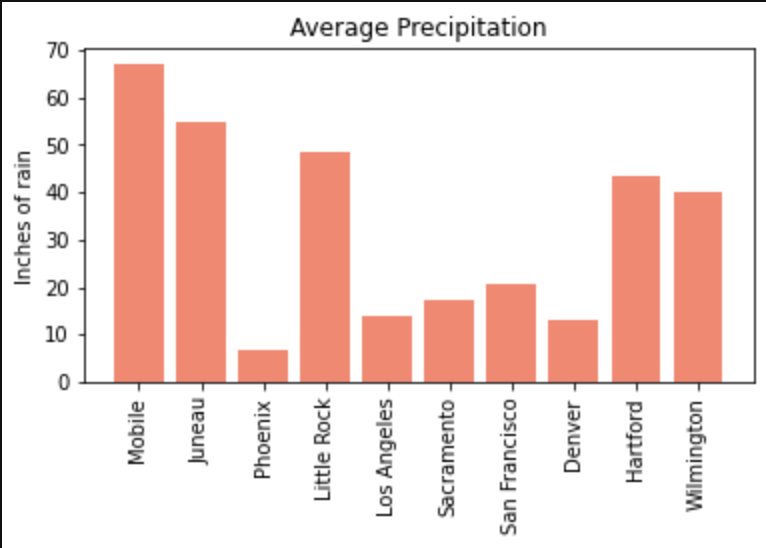 Average Precipitation
70
60
50
40
30
20
10
0
Inches of rain
Mobile
Juneau
Phoenix
Little Rock
Los Angeles
Sacramento
San Francisco
Denver
Hartford
Wilmington